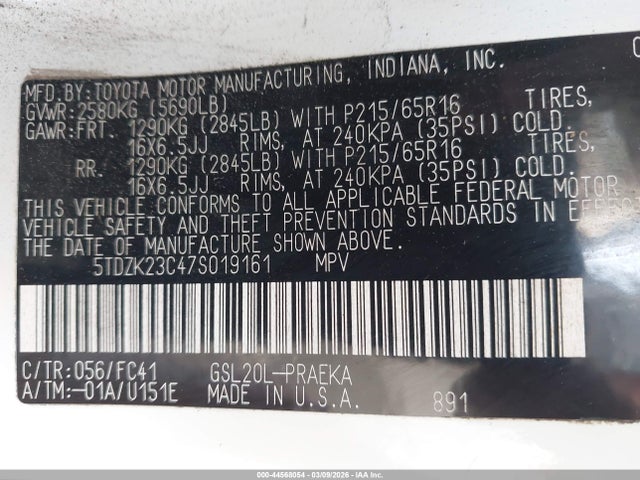 MFD.BY:TOYOTA MOTOR MANUFACTURING, INDIANA, INC.
GVWR:2580KG (5690LB)
GAWR:FRT. 1290KG (2845LB) WITH P215/65R16 TIRES,
16X6.5JJ RIMS, AT 240KPA (35PSI) COLD.
RR. 1290KG (2845LB) WITH P215/65R16 TIRES,
16X6.5JJ RIMS, AT 240KPA (35PSI) COLD.
THIS VEHICLE CONFORMS TO ALL APPLICABLE FEDERAL MOTOR
VEHICLE SAFETY AND THEFT PREVENTION STANDARDS IN EFFEC
THE DATE OF MANUFACTURE SHOWN ABOVE.
5TDZK23C47S019161 MPV
C/TR:056/FC41 GSL20L-PRAEKA
A/TM:-01A/U151E MADE IN U.S.A. 891
000-44568054 - 03/09/2026 - IAAI.COM